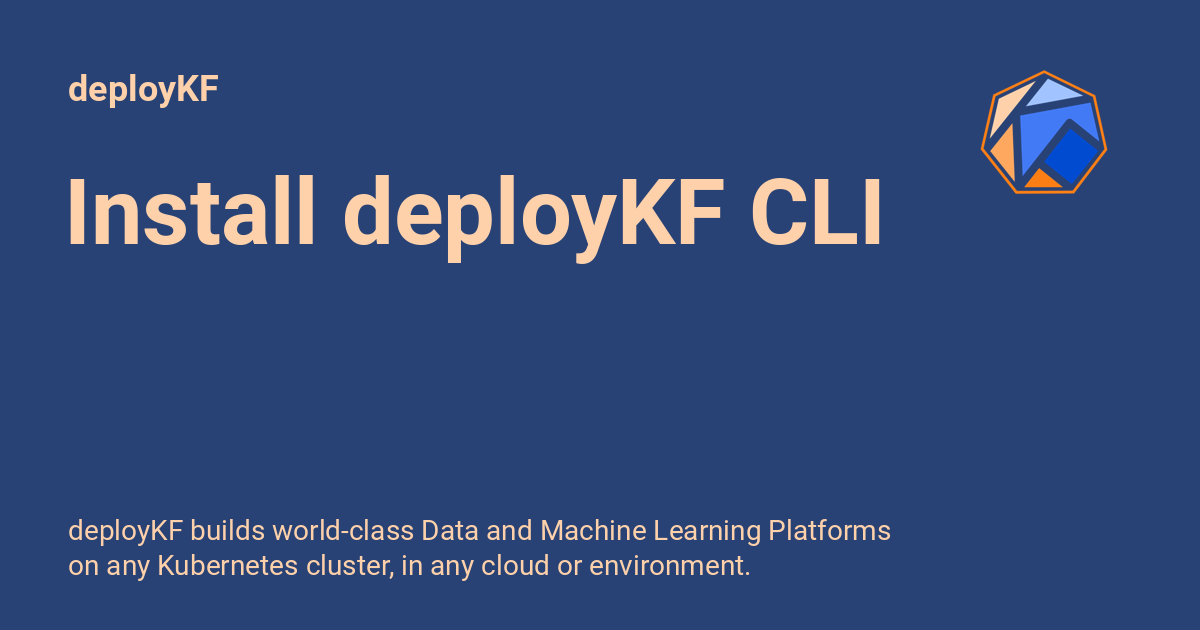 deployKF
Install deployKF CLI
deployKF builds world-class Data and Machine Learning Platforms
on any Kubernetes cluster, in any cloud or environment.